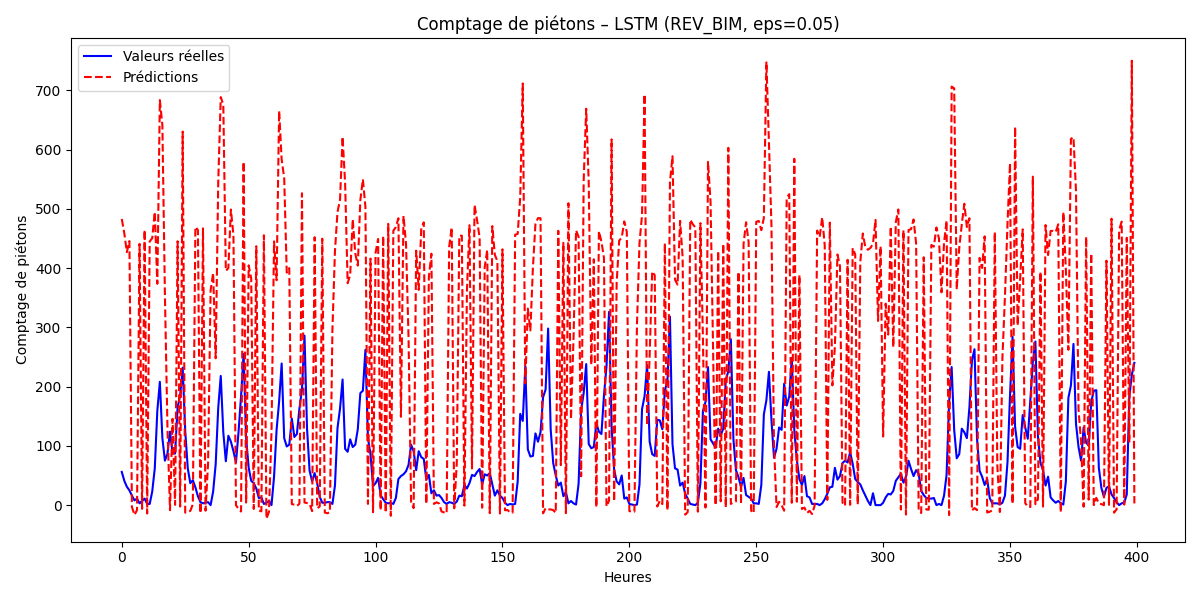 Comptage de piétons – LSTM (REV_BIM, eps=0.05)
Valeurs réelles
Prédictions
Comptage de piétons
700
600
500
400
300
200
100
0
0 50 100 150 200 250 300 350 400
Heures